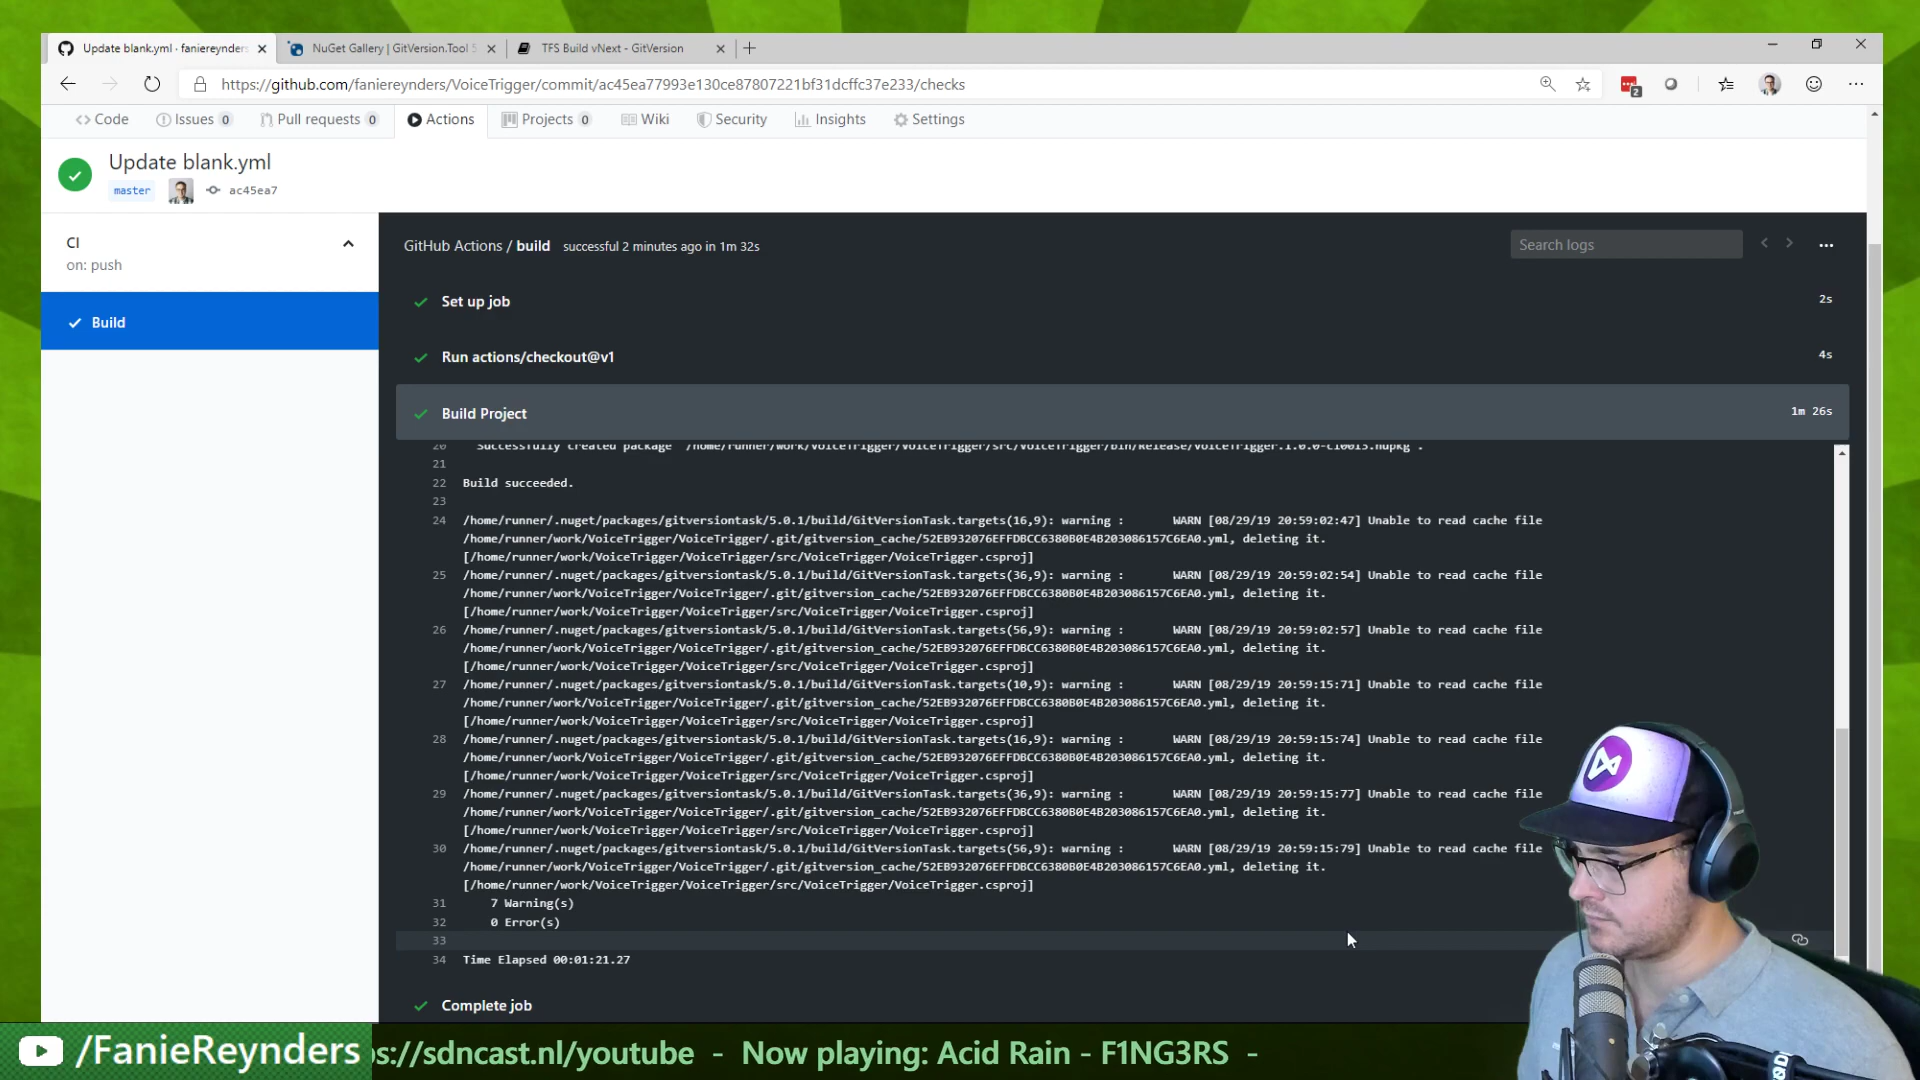 Update blank.yml · faniereynders
NuGet Gallery | GitVersion.Tool 5
TFS Build vNext - GitVersion
https://github.com/faniereynders/VoiceTrigger/commit/ac45ea77993e130ce87807221bf31dcffc37e233/checks
2
Code
Issues 0
Pull requests 0
Actions
Projects 0
Wiki
Security
Insights
Settings
Update blank.yml
master
ac45ea7
CI
on: push
Build
GitHub Actions / build successful 2 minutes ago in 1m 32s
Search logs
Set up job 2s
Run actions/checkout@v1 4s
Build Project 1m 26s
20 Successfully created package '/home/runner/work/VoiceTrigger/VoiceTrigger/src/VoiceTrigger/bin/Release/VoiceTrigger.1.0.0-ci0013.nupkg'.
21
22 Build succeeded.
23
24 /home/runner/.nuget/packages/gitversiontask/5.0.1/build/GitVersionTask.targets(16,9): warning : WARN [08/29/19 20:59:02:47] Unable to read cache file
/home/runner/work/VoiceTrigger/VoiceTrigger/.git/gitversion_cache/52EB932076EFFDBCC6380B0E4B203086157C6EA0.yml, deleting it.
[/home/runner/work/VoiceTrigger/VoiceTrigger/src/VoiceTrigger/VoiceTrigger.csproj]
25 /home/runner/.nuget/packages/gitversiontask/5.0.1/build/GitVersionTask.targets(36,9): warning : WARN [08/29/19 20:59:02:54] Unable to read cache file
/home/runner/work/VoiceTrigger/VoiceTrigger/.git/gitversion_cache/52EB932076EFFDBCC6380B0E4B203086157C6EA0.yml, deleting it.
[/home/runner/work/VoiceTrigger/VoiceTrigger/src/VoiceTrigger/VoiceTrigger.csproj]
26 /home/runner/.nuget/packages/gitversiontask/5.0.1/build/GitVersionTask.targets(56,9): warning : WARN [08/29/19 20:59:02:57] Unable to read cache file
/home/runner/work/VoiceTrigger/VoiceTrigger/.git/gitversion_cache/52EB932076EFFDBCC6380B0E4B203086157C6EA0.yml, deleting it.
[/home/runner/work/VoiceTrigger/VoiceTrigger/src/VoiceTrigger/VoiceTrigger.csproj]
27 /home/runner/.nuget/packages/gitversiontask/5.0.1/build/GitVersionTask.targets(10,9): warning : WARN [08/29/19 20:59:15:71] Unable to read cache file
/home/runner/work/VoiceTrigger/VoiceTrigger/.git/gitversion_cache/52EB932076EFFDBCC6380B0E4B203086157C6EA0.yml, deleting it.
[/home/runner/work/VoiceTrigger/VoiceTrigger/src/VoiceTrigger/VoiceTrigger.csproj]
28 /home/runner/.nuget/packages/gitversiontask/5.0.1/build/GitVersionTask.targets(16,9): warning : WARN [08/29/19 20:59:15:74] Unable to read cache file
/home/runner/work/VoiceTrigger/VoiceTrigger/.git/gitversion_cache/52EB932076EFFDBCC6380B0E4B203086157C6EA0.yml, deleting it.
[/home/runner/work/VoiceTrigger/VoiceTrigger/src/VoiceTrigger/VoiceTrigger.csproj]
29 /home/runner/.nuget/packages/gitversiontask/5.0.1/build/GitVersionTask.targets(36,9): warning : WARN [08/29/19 20:59:15:77] Unable to read cache file
/home/runner/work/VoiceTrigger/VoiceTrigger/.git/gitversion_cache/52EB932076EFFDBCC6380B0E4B203086157C6EA0.yml, deleting it.
[/home/runner/work/VoiceTrigger/VoiceTrigger/src/VoiceTrigger/VoiceTrigger.csproj]
30 /home/runner/.nuget/packages/gitversiontask/5.0.1/build/GitVersionTask.targets(56,9): warning : WARN [08/29/19 20:59:15:79] Unable to read cache file
/home/runner/work/VoiceTrigger/VoiceTrigger/.git/gitversion_cache/52EB932076EFFDBCC6380B0E4B203086157C6EA0.yml, deleting it.
[/home/runner/work/VoiceTrigger/VoiceTrigger/src/VoiceTrigger/VoiceTrigger.csproj]
31 7 Warning(s)
32 0 Error(s)
33
34 Time Elapsed 00:01:21.27
Complete job
/FanieReynders
ps://sdncast.nl/youtube - Now playing: Acid Rain - F1NG3RS -